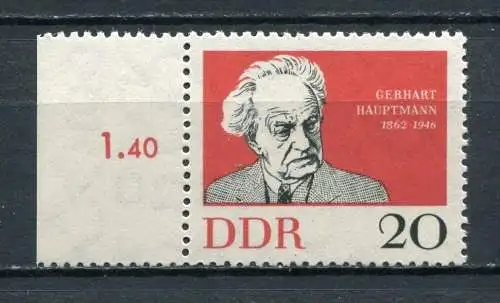 1.40
GERHART
HAUPTMANN
1862-1946
DDR 20